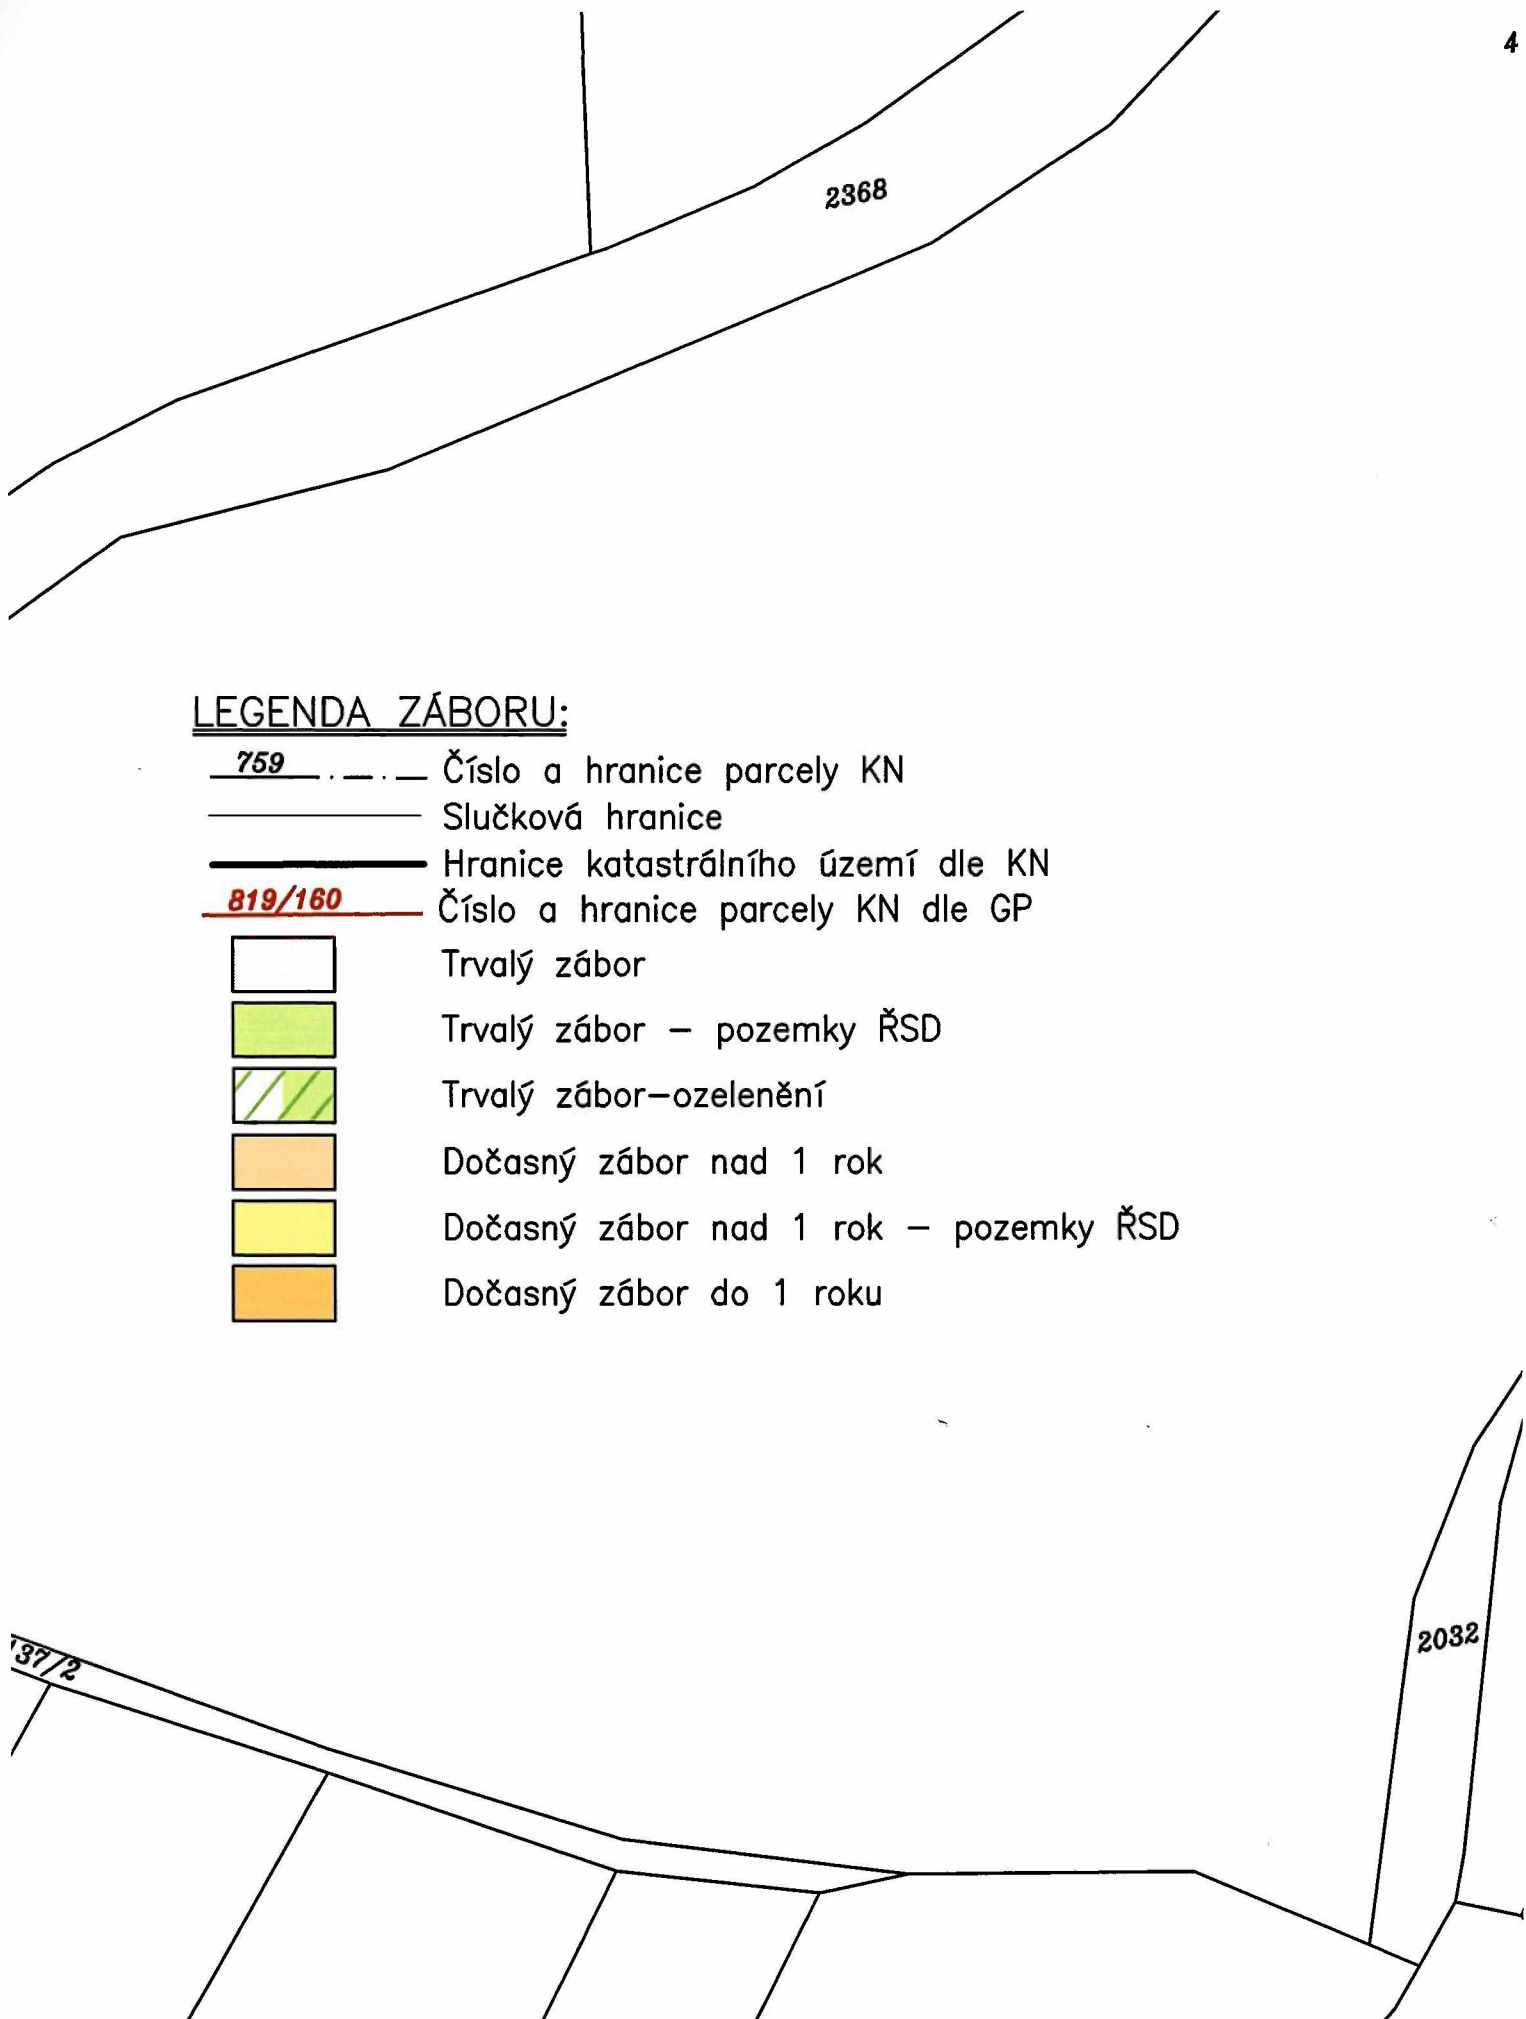 4
2368
LEGENDA ZÁBORU:
759 Číslo a hranice parcely KN
Slučková hranice
Hranice katastrálního území dle KN
819/160 Číslo a hranice parcely KN dle GP
Trvalý zábor
Trvalý zábor – pozemky ŘSD
Trvalý zábor–ozelenění
Dočasný zábor nad 1 rok
Dočasný zábor nad 1 rok – pozemky ŘSD
Dočasný zábor do 1 roku
2032
37/2